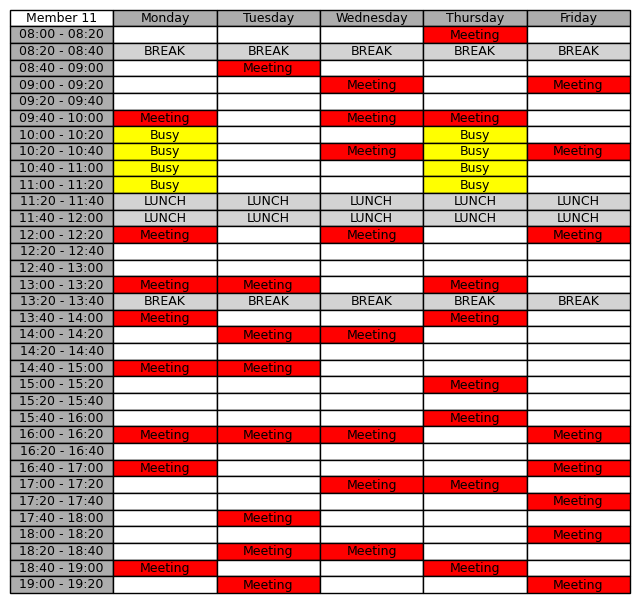 Member 11 Monday Tuesday Wednesday Thursday Friday
08:00 - 08:20 Meeting
08:20 - 08:40 BREAK BREAK BREAK BREAK BREAK
08:40 - 09:00 Meeting
09:00 - 09:20 Meeting Meeting
09:20 - 09:40
09:40 - 10:00 Meeting Meeting Meeting
10:00 - 10:20 Busy Busy
10:20 - 10:40 Busy Meeting Busy Meeting
10:40 - 11:00 Busy Busy
11:00 - 11:20 Busy Busy
11:20 - 11:40 LUNCH LUNCH LUNCH LUNCH LUNCH
11:40 - 12:00 LUNCH LUNCH LUNCH LUNCH LUNCH
12:00 - 12:20 Meeting Meeting Meeting
12:20 - 12:40
12:40 - 13:00
13:00 - 13:20 Meeting Meeting Meeting
13:20 - 13:40 BREAK BREAK BREAK BREAK BREAK
13:40 - 14:00 Meeting Meeting
14:00 - 14:20 Meeting Meeting
14:20 - 14:40
14:40 - 15:00 Meeting Meeting
15:00 - 15:20 Meeting
15:20 - 15:40
15:40 - 16:00 Meeting
16:00 - 16:20 Meeting Meeting Meeting Meeting
16:20 - 16:40
16:40 - 17:00 Meeting Meeting
17:00 - 17:20 Meeting Meeting
17:20 - 17:40 Meeting
17:40 - 18:00 Meeting
18:00 - 18:20 Meeting
18:20 - 18:40 Meeting Meeting
18:40 - 19:00 Meeting Meeting
19:00 - 19:20 Meeting Meeting